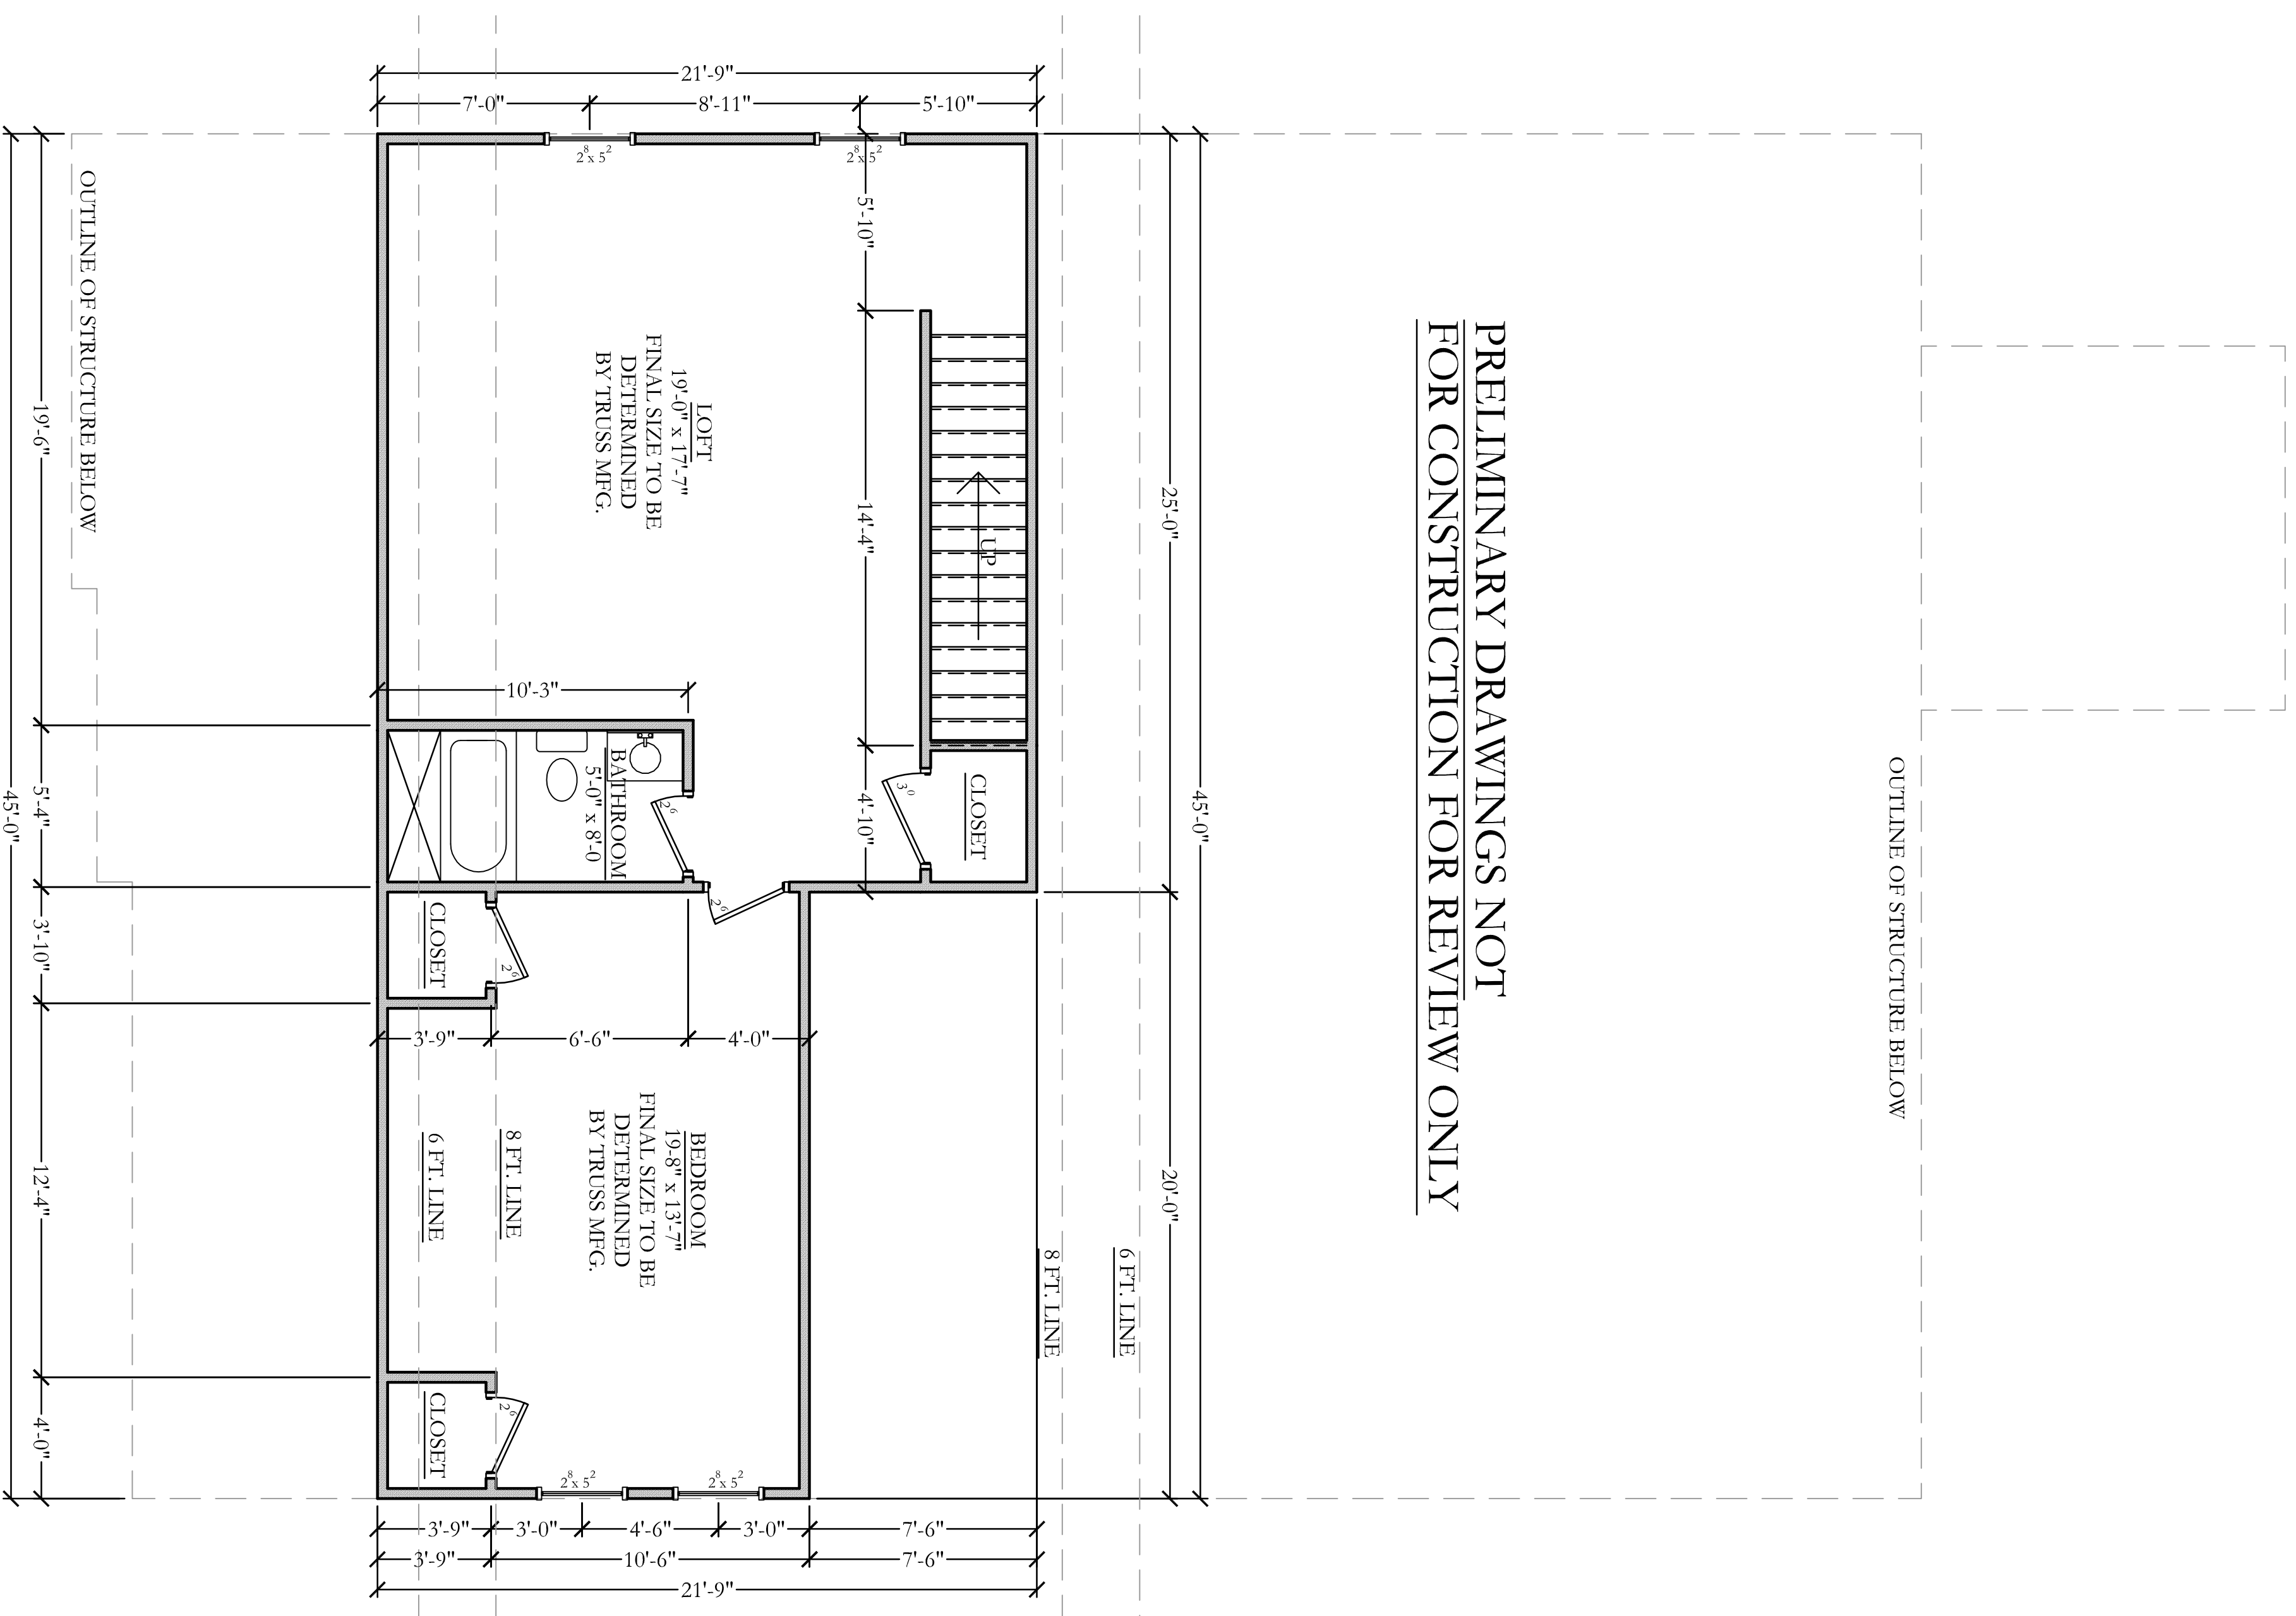 21'-9"
7'-0"
8'-11"
5'-10"
2⁸ x 5²
2⁸ x 5²
5'-10"
14'-4"
4'-10"
OUTLINE OF STRUCTURE BELOW
19'-6"
5'-4"
3'-10"
12'-4"
4'-0"
45'-0"
LOFT
19'-0" x 17'-7"
FINAL SIZE TO BE
DETERMINED
BY TRUSS MFG.
UP
25'-0"
20'-0"
45'-0"
PRELIMINARY DRAWINGS NOT
FOR CONSTRUCTION FOR REVIEW ONLY
OUTLINE OF STRUCTURE BELOW
10'-3"
BATHROOM
5'-0" x 8'-0
2⁶
3⁰
CLOSET
2⁶
CLOSET
2⁶
3'-9"
6'-6"
4'-0"
6 FT. LINE
8 FT. LINE
BEDROOM
19-8" x 13'-7"
FINAL SIZE TO BE
DETERMINED
BY TRUSS MFG.
8 FT. LINE
6 FT. LINE
CLOSET
2⁶
2⁸ x 5²
2⁸ x 5²
3'-9"
3'-0"
4'-6"
3'-0"
7'-6"
3'-9"
10'-6"
7'-6"
21'-9"